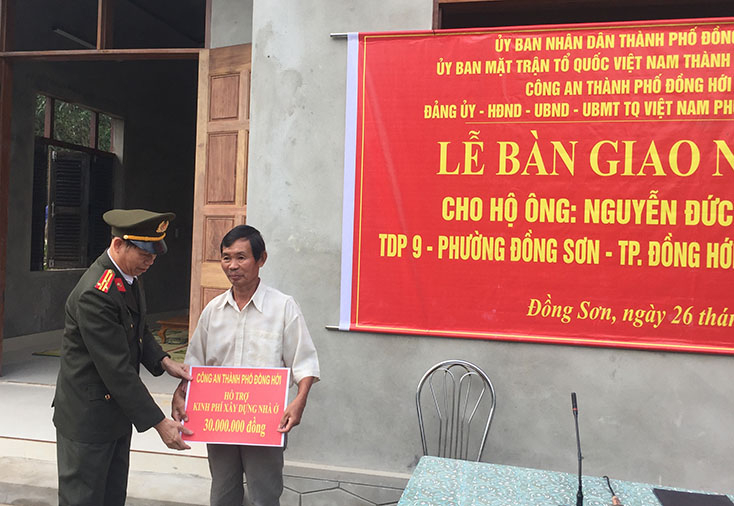 ỦY BAN NHÂN DÂN THÀNH PHỐ ĐỒNG
ỦY BAN MẶT TRẬN TỔ QUỐC VIỆT NAM THÀNH
CÔNG AN THÀNH PHỐ ĐỒNG HỚI
ĐẢNG ỦY - HĐND - UBND - UBMT TQ VIỆT NAM
LỄ BÀN GIAO
CHO HỘ ÔNG: NGUYỄN ĐỨC
TDP 9 - PHƯỜNG ĐỒNG SƠN - TP. ĐỒNG HỚI
Đồng Sơn, ngày 26
CÔNG AN THÀNH PHỐ ĐỒNG HỚI
HỖ TRỢ
KINH PHÍ XÂY DỰNG NHÀ Ở
30.000.000 đồng